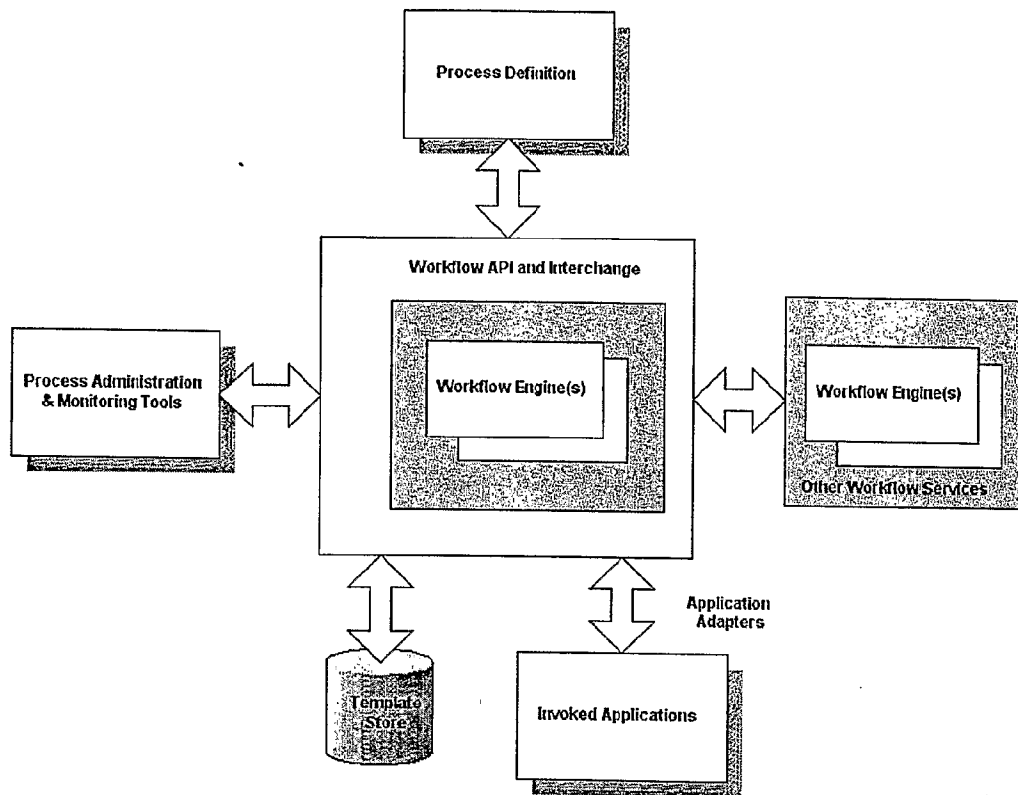 Process Definition
Workflow API and Interchange
Workflow Engine(s)
Process Administration
& Monitoring Tools
Workflow Engine(s)
Other Workflow Services
Application
Adapters
Template
Store
Invoked Applications